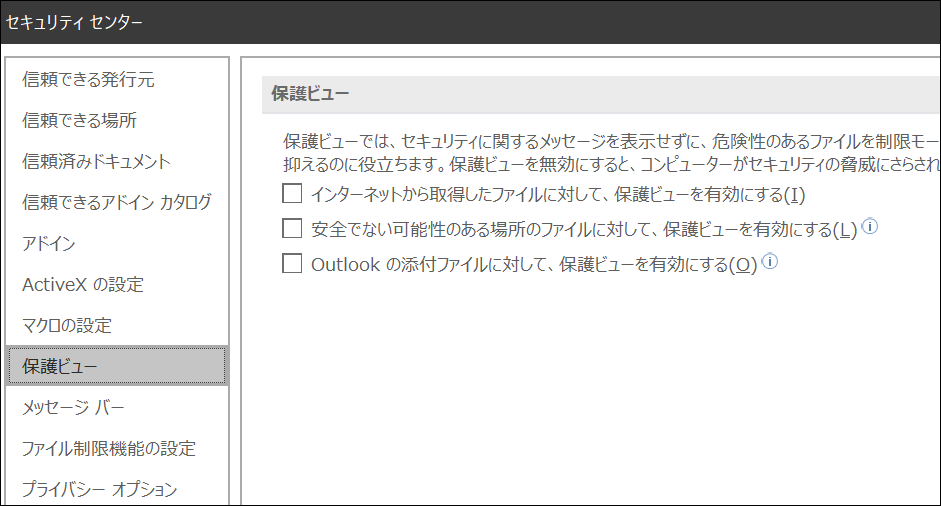 セキュリティ センター
信頼できる発行元
信頼できる場所
信頼済みドキュメント
信頼できるアドイン カタログ
アドイン
ActiveX の設定
マクロの設定
保護ビュー
メッセージ バー
ファイル制限機能の設定
プライバシー オプション
保護ビュー
保護ビューでは、セキュリティに関するメッセージを表示せずに、危険性のあるファイルを制限モー
抑えるのに役立ちます。保護ビューを無効にすると、コンピューターがセキュリティの脅威にさらされ
インターネットから取得したファイルに対して、保護ビューを有効にする(I)
安全でない可能性のある場所のファイルに対して、保護ビューを有効にする(L)
Outlook の添付ファイルに対して、保護ビューを有効にする(O)